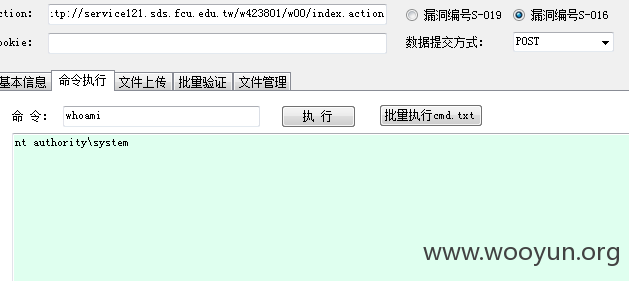 ction: :tp://service121.sds.fcu.edu.tw/w423801/w00/index.action 漏洞编号S-019 漏洞编号S-016
ookie: 数据提交方式: POST
基本信息 命令执行 文件上传 批量验证 文件管理
命 令: whoami 执 行 批量执行cmd.txt
nt authority\system
www.wooyun.org